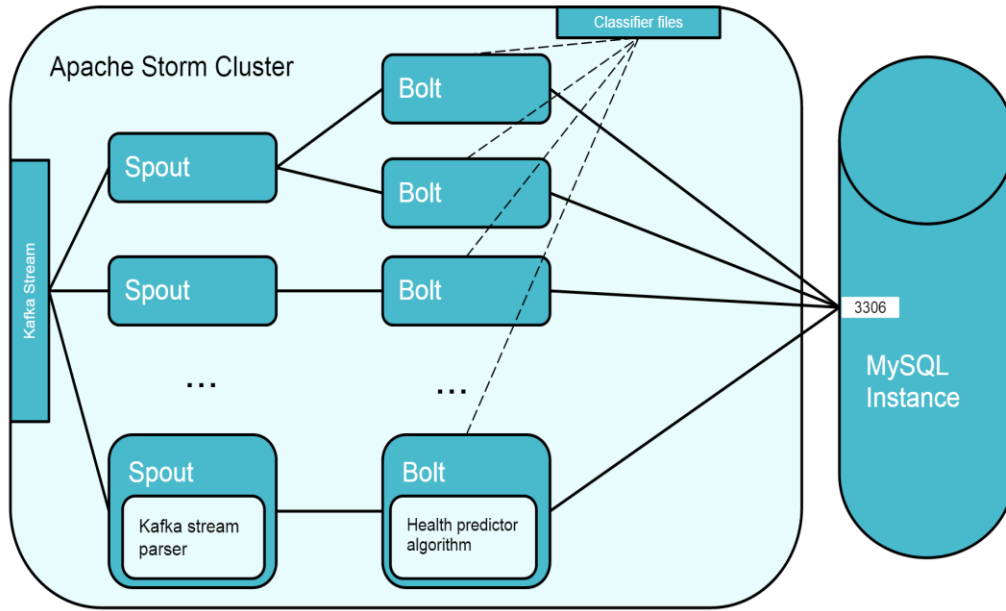 Classifier files
Apache Storm Cluster
Bolt
Spout
Bolt
Kafka Stream
Spout
Bolt
3306
...
...
MySQL
Instance
Spout
Kafka stream
parser
Bolt
Health predictor
algorithm